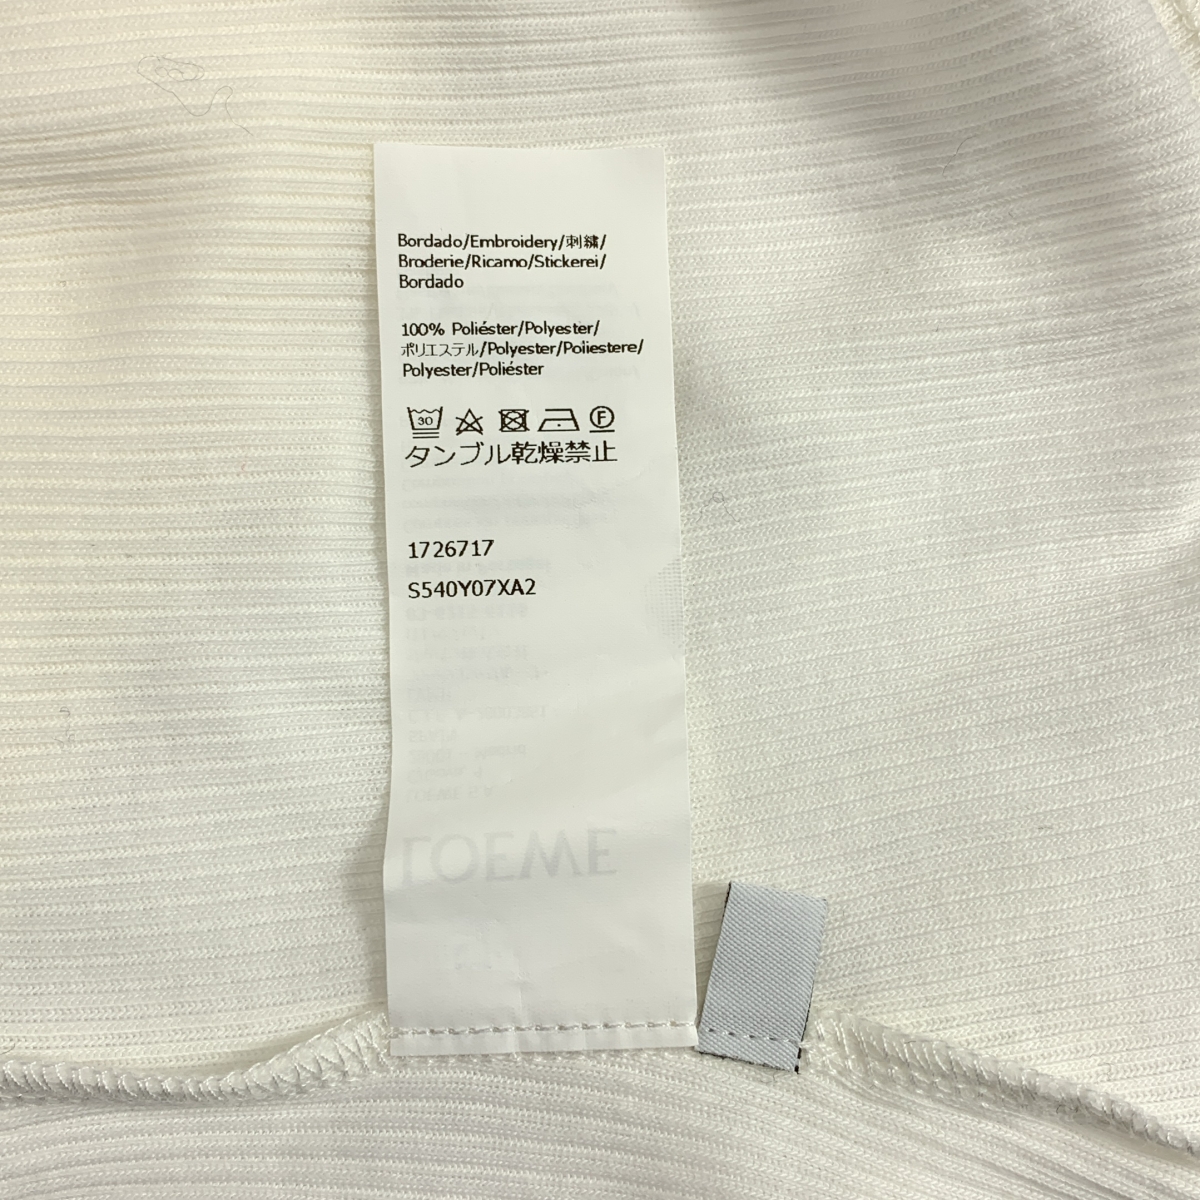 Bordado/Embroidery/刺繍/
Broderie/Ricamo/Stickerei/
Bordado
100% Poliéster/Polyester/
ポリエステル/Polyester/Poliestere/
Polyester/Poliéster
30 F
タンブル乾燥禁止
1726717
S540Y07XA2
LOEWE